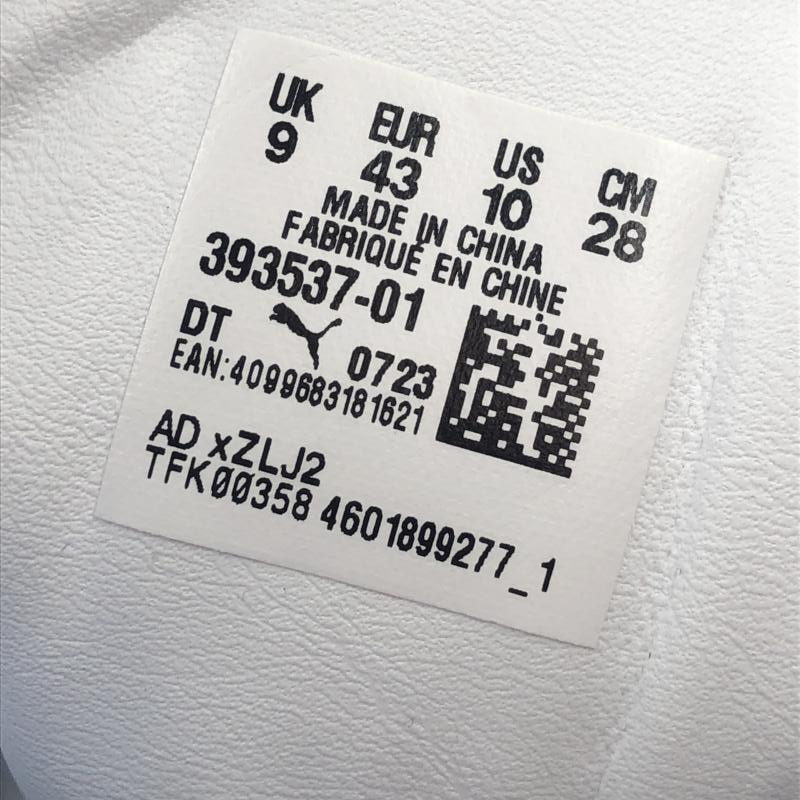 UK EUR US CM
9 43 10 28
MADE IN CHINA
FABRIQUÉ EN CHINE
393537-01
DT 0723
EAN:4099683181621
AD xZLJ2
TFK00358 4601899277_1